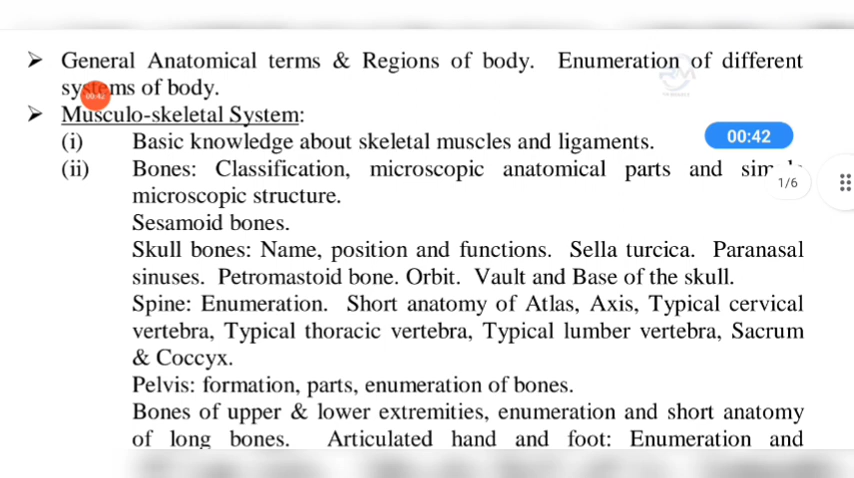 ➢ General Anatomical terms & Regions of body. Enumeration of different
systems of body.
00:42
➢ Musculo-skeletal System:
(i) Basic knowledge about skeletal muscles and ligaments.
00:42
(ii) Bones: Classification, microscopic anatomical parts and
1/6
microscopic structure.
Sesamoid bones.
Skull bones: Name, position and functions. Sella turcica. Paranasal
sinuses. Petromastoid bone. Orbit. Vault and Base of the skull.
Spine: Enumeration. Short anatomy of Atlas, Axis, Typical cervical
vertebra, Typical thoracic vertebra, Typical lumber vertebra, Sacrum
& Coccyx.
Pelvis: formation, parts, enumeration of bones.
Bones of upper & lower extremities, enumeration and short anatomy
of long bones. Articulated hand and foot: Enumeration and